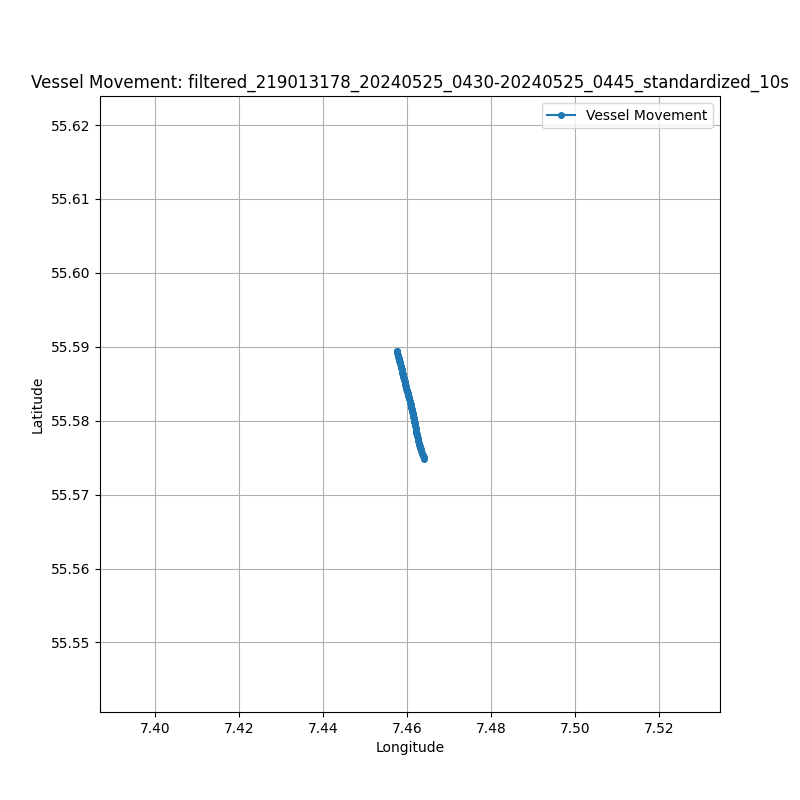 Vessel Movement: filtered_219013178_20240525_0430-20240525_0445_standardized_10s
Vessel Movement
55.62
55.61
55.60
55.59
55.58
55.57
55.56
55.55
Latitude
7.40 7.42 7.44 7.46 7.48 7.50 7.52
Longitude